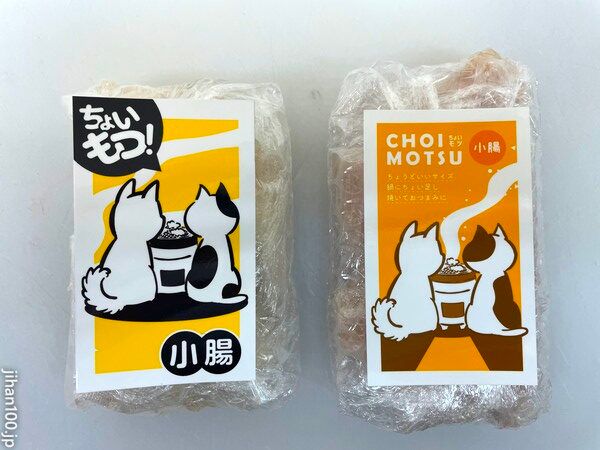 ちょい
もつ!
小腸
CHOI
MOTSU
ちょい
モツ
小腸
ちょうどいいサイズ
鍋にちょい足し
焼いておつまみに
jihan100.jp